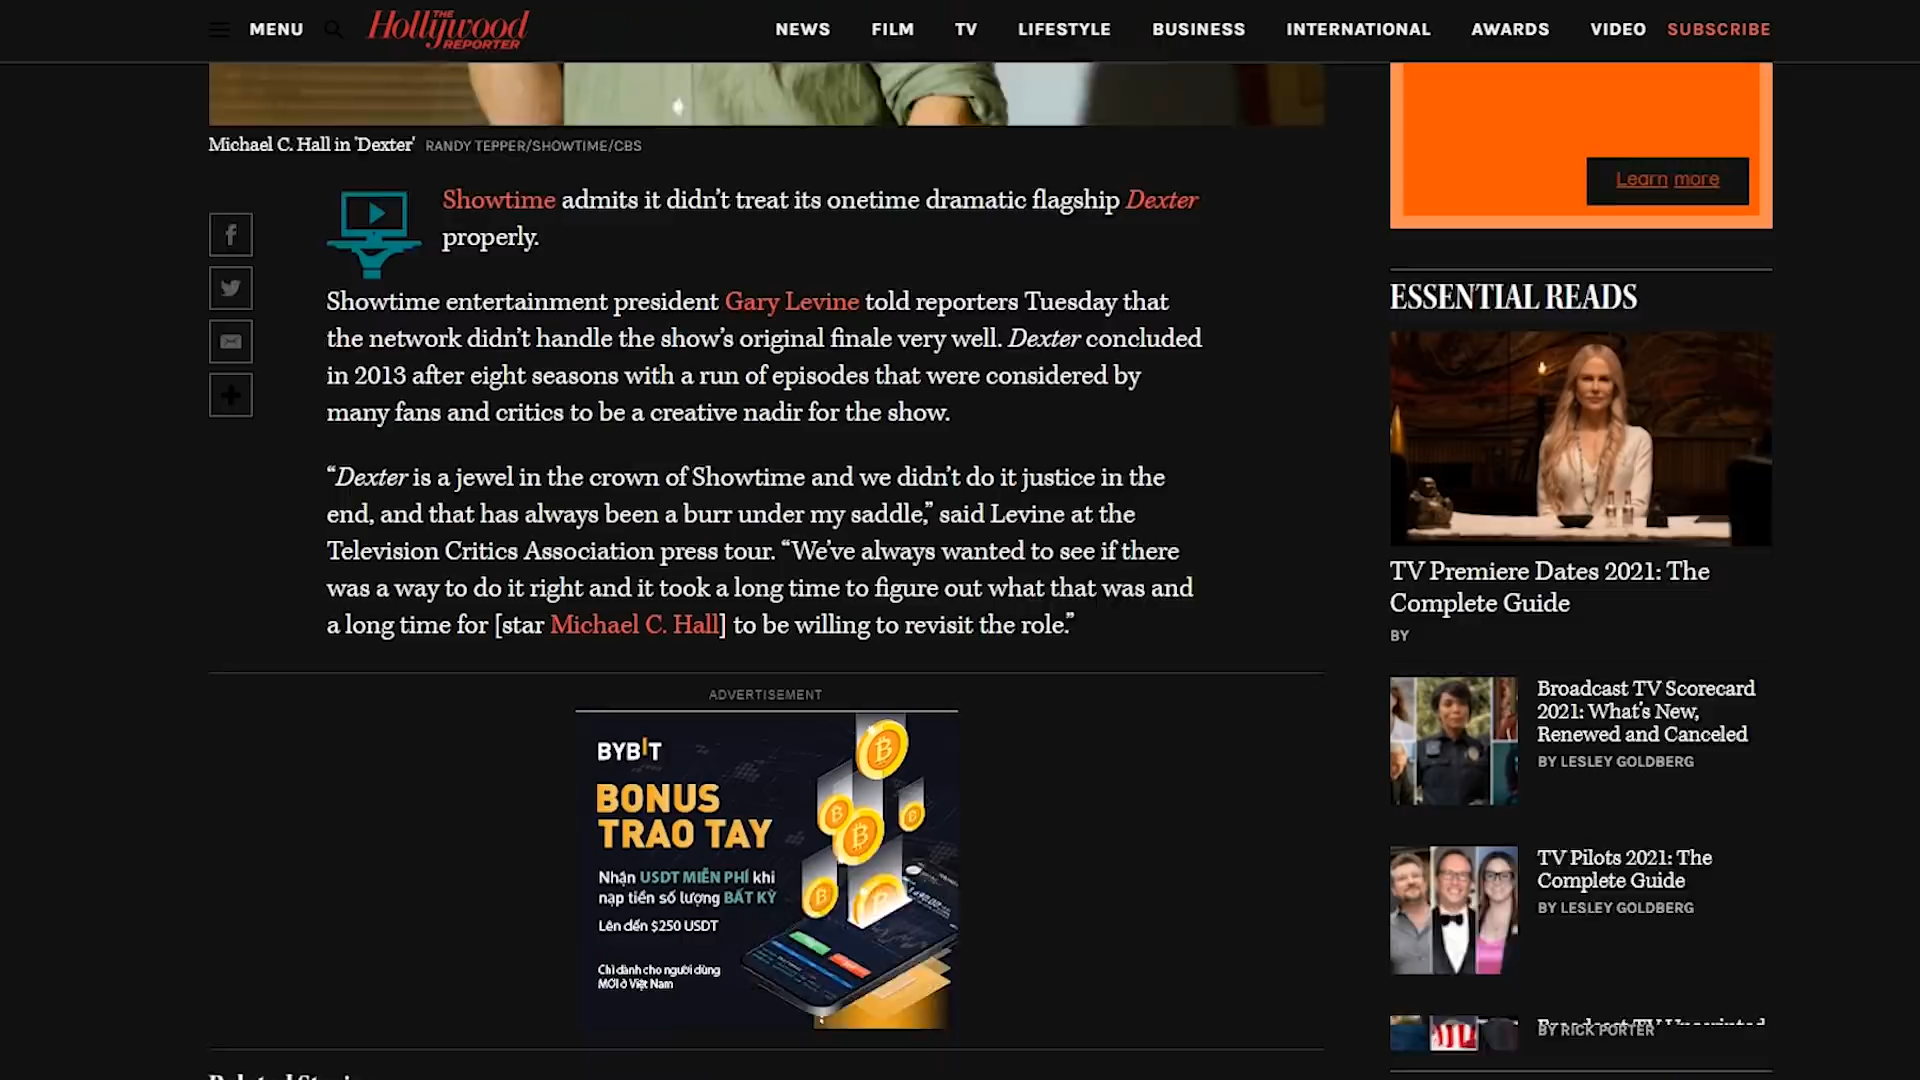 MENU
THE
Hollywood
REPORTER
NEWS
FILM
TV
LIFESTYLE
BUSINESS
INTERNATIONAL
AWARDS
VIDEO
SUBSCRIBE
Michael C. Hall in 'Dexter' RANDY TEPPER/SHOWTIME/CBS
Showtime admits it didn’t treat its onetime dramatic flagship Dexter
properly.
Showtime entertainment president Gary Levine told reporters Tuesday that
the network didn’t handle the show’s original finale very well. Dexter concluded
in 2013 after eight seasons with a run of episodes that were considered by
many fans and critics to be a creative nadir for the show.
“Dexter is a jewel in the crown of Showtime and we didn’t do it justice in the
end, and that has always been a burr under my saddle,” said Levine at the
Television Critics Association press tour. “We’ve always wanted to see if there
was a way to do it right and it took a long time to figure out what that was and
a long time for [star Michael C. Hall] to be willing to revisit the role.”
ADVERTISEMENT
BYBIT
BONUS
TRAO TAY
Nhận USDT MIỄN PHÍ khi
nạp tiền số lượng BẤT KỲ
Lên đến $250 USDT
Chỉ dành cho người dùng
MỚI ở Việt Nam
Learn more
ESSENTIAL READS
TV Premiere Dates 2021: The
Complete Guide
BY
Broadcast TV Scorecard
2021: What’s New,
Renewed and Canceled
BY LESLEY GOLDBERG
TV Pilots 2021: The
Complete Guide
BY LESLEY GOLDBERG
Broadcast TV
BY RICK PORTER